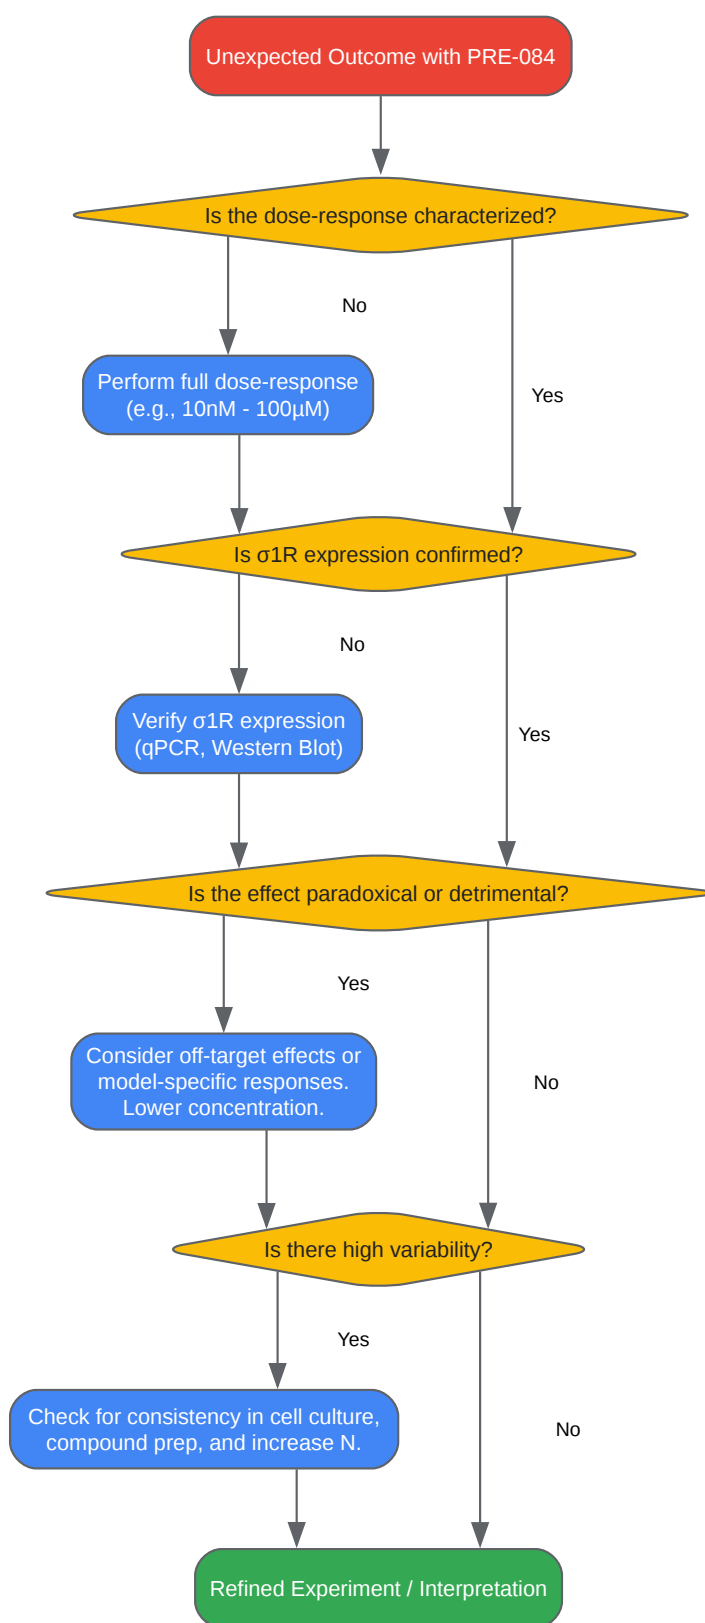 Unexpected Outcome with PRE-084
Is the dose-response characterized?
No
Perform full dose-response
(e.g., 10nM - 100µM)
Yes
Is σ1R expression confirmed?
No
Verify σ1R expression
(qPCR, Western Blot)
Yes
Is the effect paradoxical or detrimental?
Yes
Consider off-target effects or
model-specific responses.
Lower concentration.
No
Is there high variability?
Yes
Check for consistency in cell culture,
compound prep, and increase N.
No
Refined Experiment / Interpretation